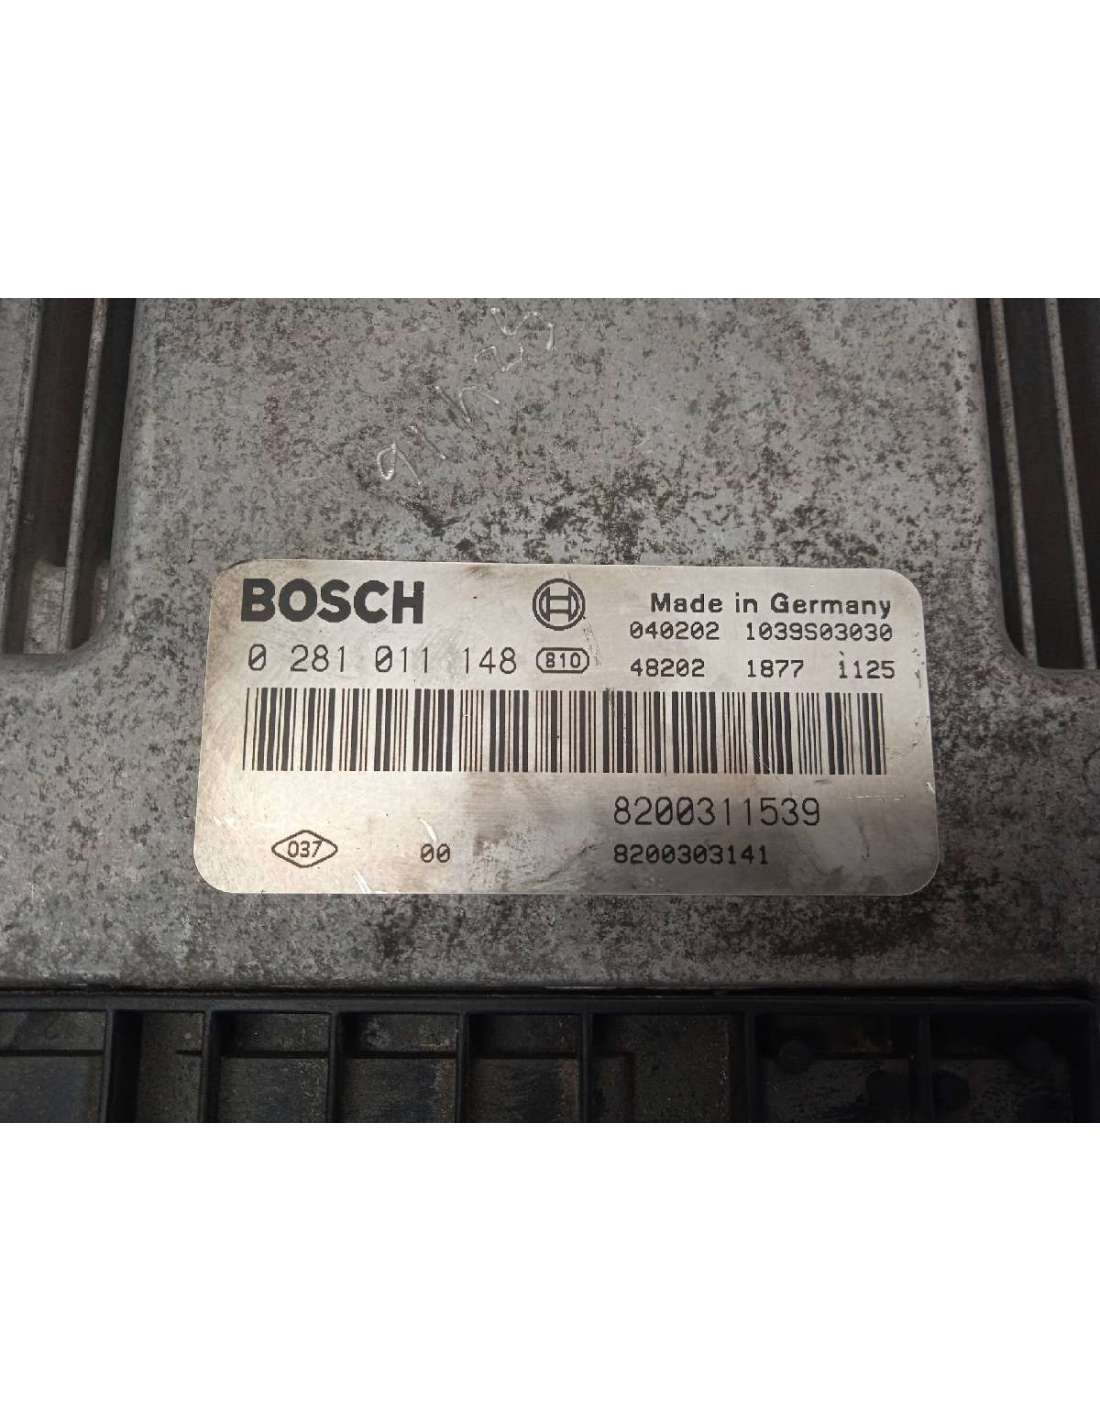 BOSCH
Made in Germany
040202 1039S03030
0 281 011 148 810
48202 1877 1125
8200311539
037 00 8200303141